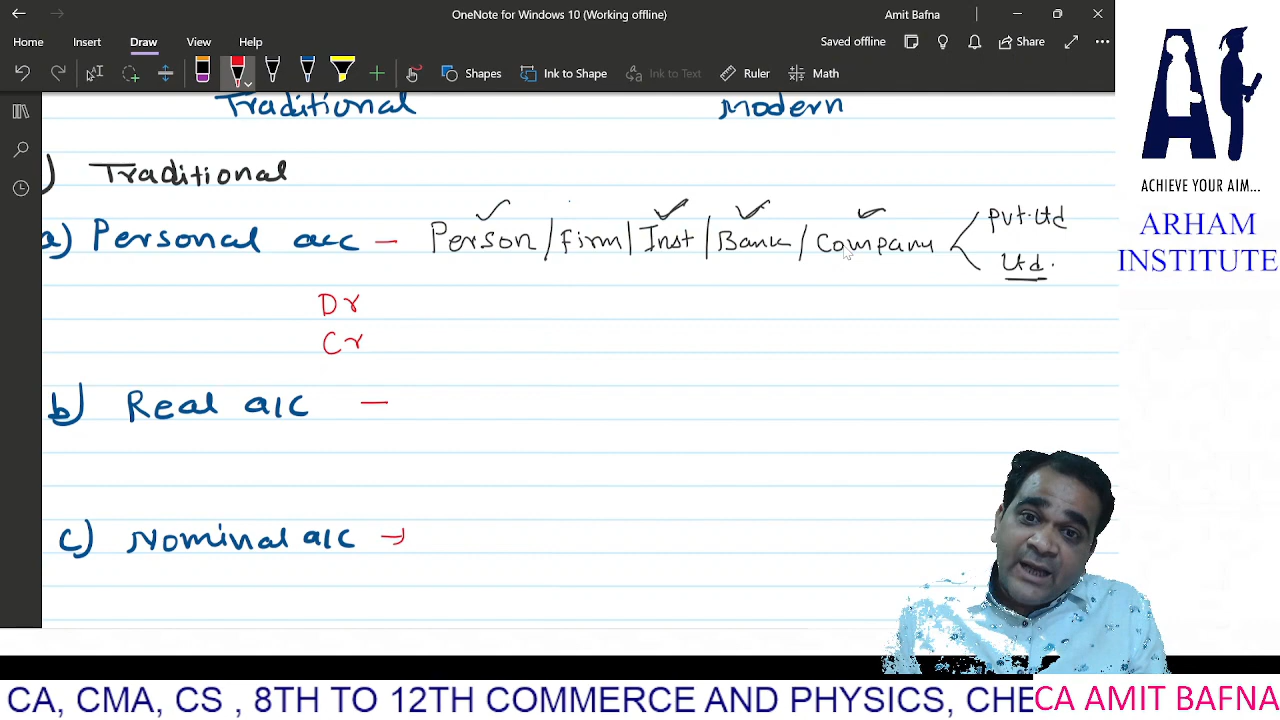 OneNote for Windows 10 (Working offline)
Amit Bafna
Home Insert Draw View Help
Saved offline
Share
Shapes
Ink to Shape
Ink to Text
Ruler
Math
Traditional Modern
) Traditional
a) Personal a/c - Person / Firm / Inst / Bank / Company
Pvt. Ltd
Ltd.
Dr
Cr
b) Real a/c -
c) Nominal a/c →
AI
ACHIEVE YOUR AIM...
ARHAM
INSTITUTE
CA, CMA, CS , 8TH TO 12TH COMMERCE AND PHYSICS, CHE
CA AMIT BAFNA